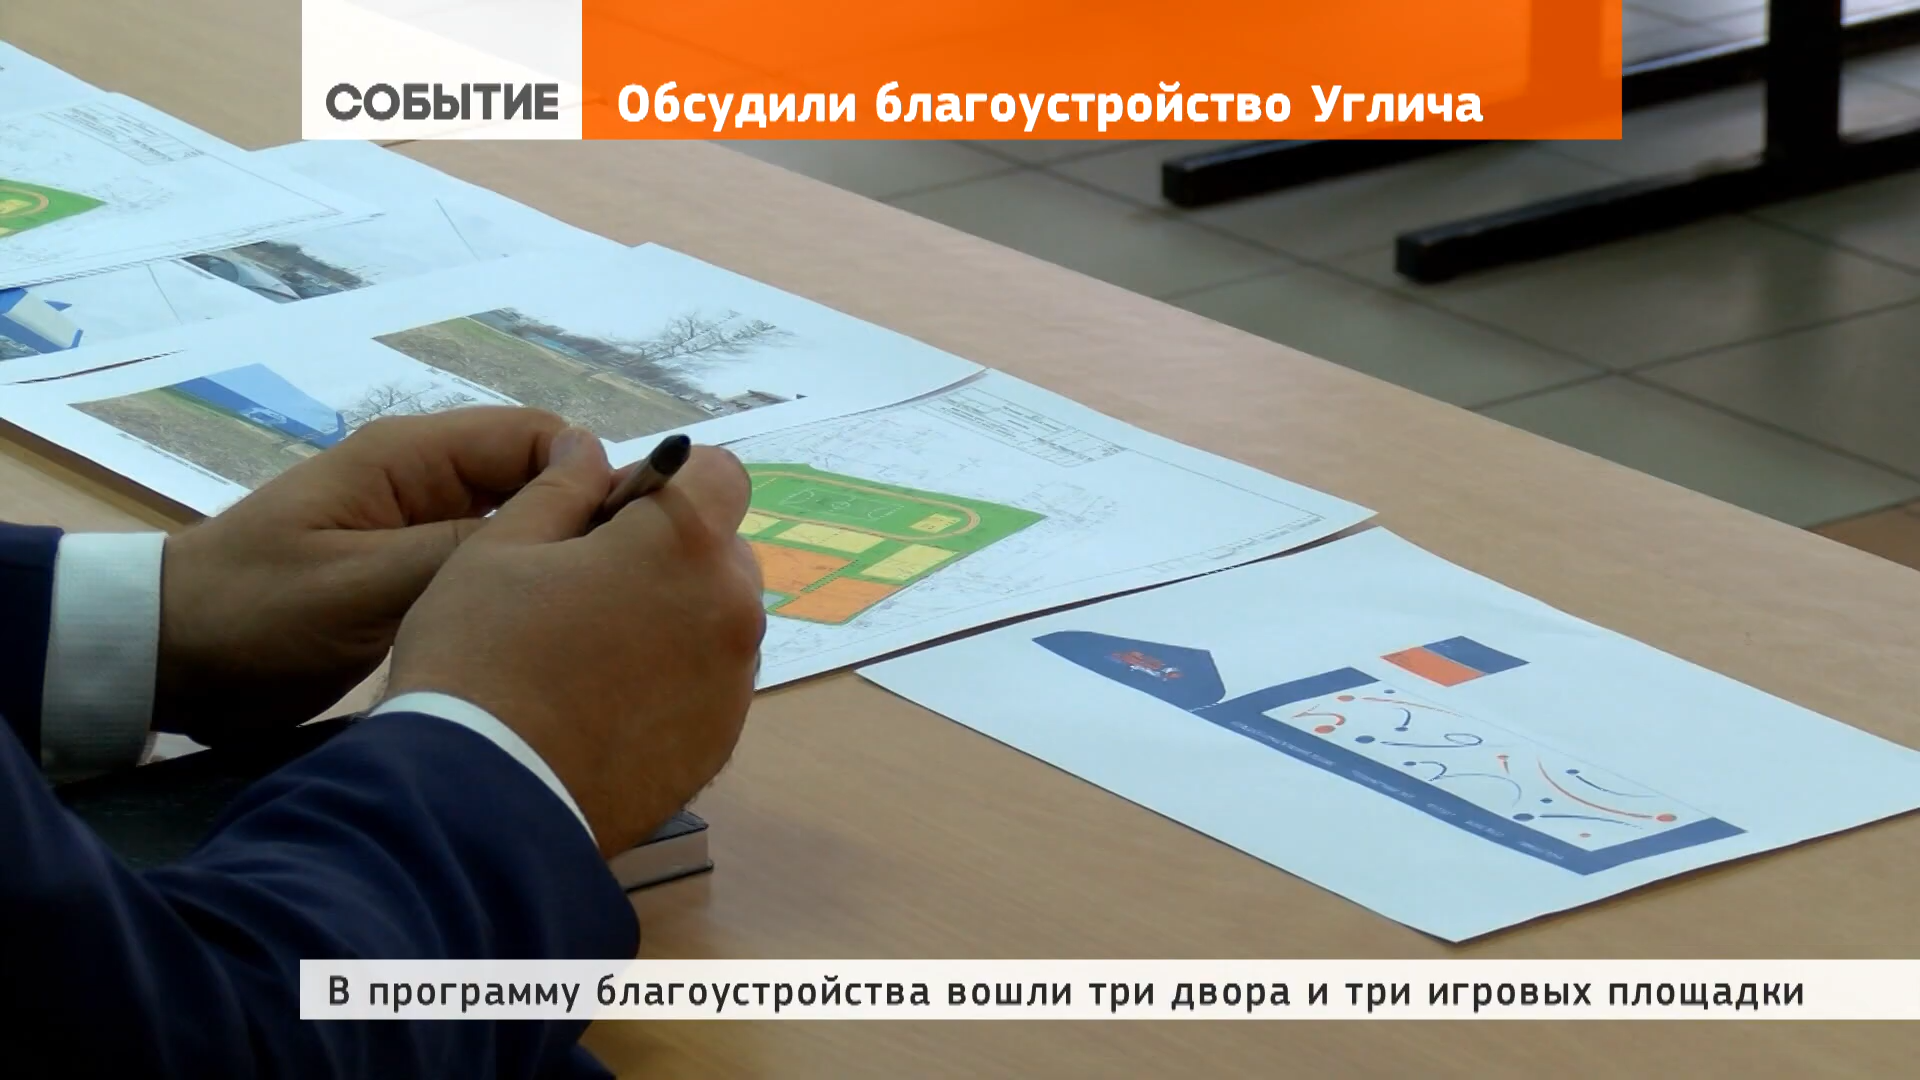 СОБЫТИЕ
Обсудили благоустройство Углича
В программу благоустройства вошли три двора и три игровых площадки